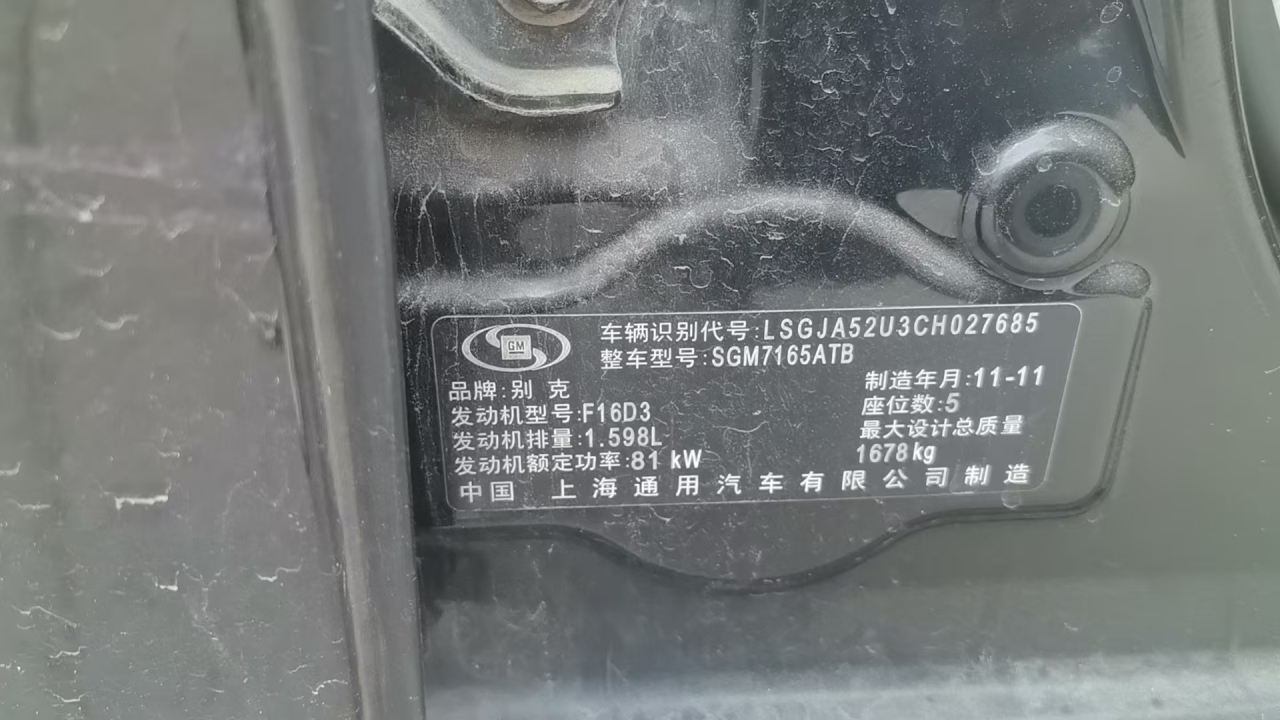 GM
车辆识别代号:LSGJA52U3CH027685
整车型号:SGM7165ATB
品牌:别 克
制造年月:11-11
发动机型号:F16D3
座位数:5
发动机排量:1.598L
最大设计总质量
1678kg
发动机额定功率:81 kW
中国 上海通用汽车有限公司制造